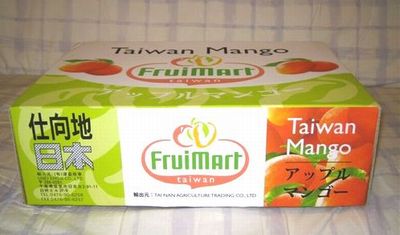 Taiwan Mango
FruiMart
taiwan
アップルマンゴー
仕向地
日本
FruiMart
taiwan
輸出元: TAI NAN AGRICULTURE TRADING CO., LTD.
Taiwan
Mango
アップル
マンゴー